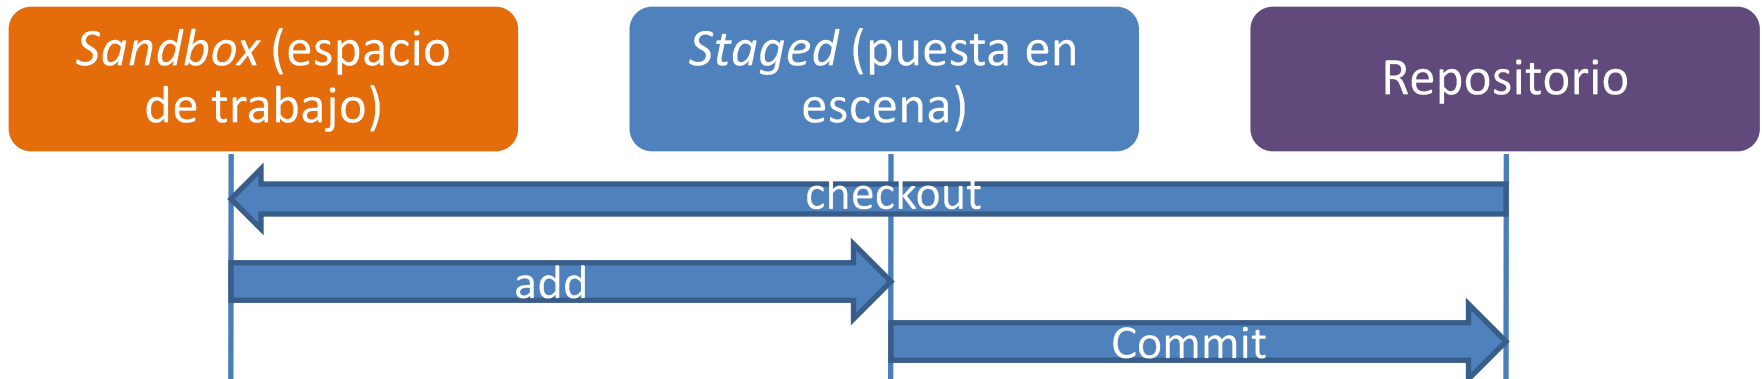 Sandbox (espacio
de trabajo)
Staged (puesta en
escena)
Repositorio
checkout
add
Commit